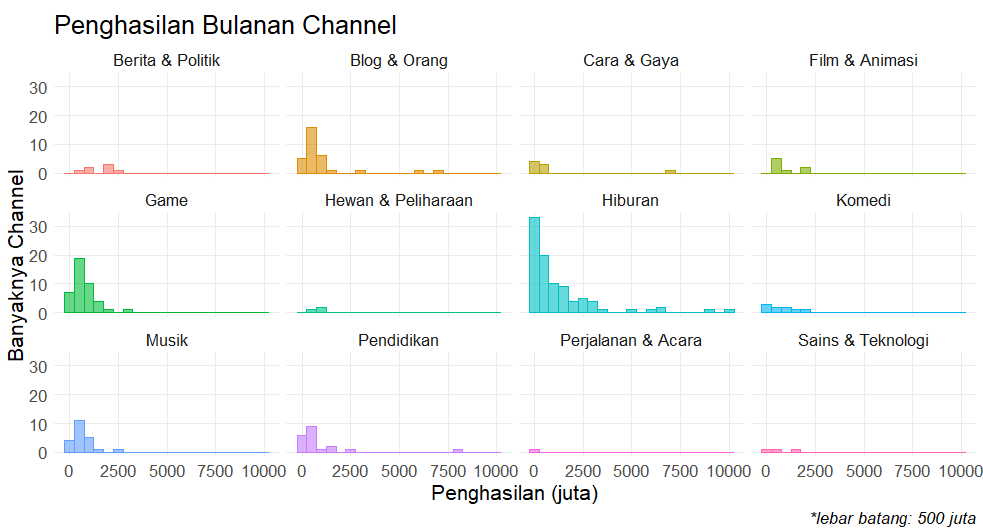 Penghasilan Bulanan Channel
Berita & Politik
Blog & Orang
Cara & Gaya
Film & Animasi
30
20
10
0
Game
Hewan & Peliharaan
Hiburan
Komedi
30
20
10
0
Musik
Pendidikan
Perjalanan & Acara
Sains & Teknologi
30
20
10
0
0 2500 5000 7500 10000
0 2500 5000 7500 10000
0 2500 5000 7500 10000
0 2500 5000 7500 10000
Banyaknya Channel
Penghasilan (juta)
*lebar batang: 500 juta